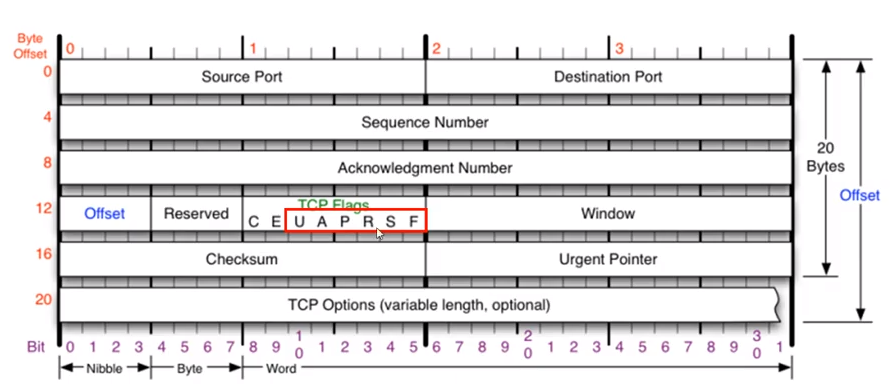 Byte
Offset
0 1 2 3
0 Source Port Destination Port
4 Sequence Number
8 Acknowledgment Number
20
Bytes
Offset
12 Offset Reserved TCP Flags Window
C E U A P R S F
16 Checksum Urgent Pointer
20 TCP Options (variable length, optional)
Bit 0 1 2 3 4 5 6 7 8 9 1 0 1 2 3 4 5 6 7 8 9 2 0 1 2 3 4 5 6 7 8 9 3 0 1
Nibble Byte Word